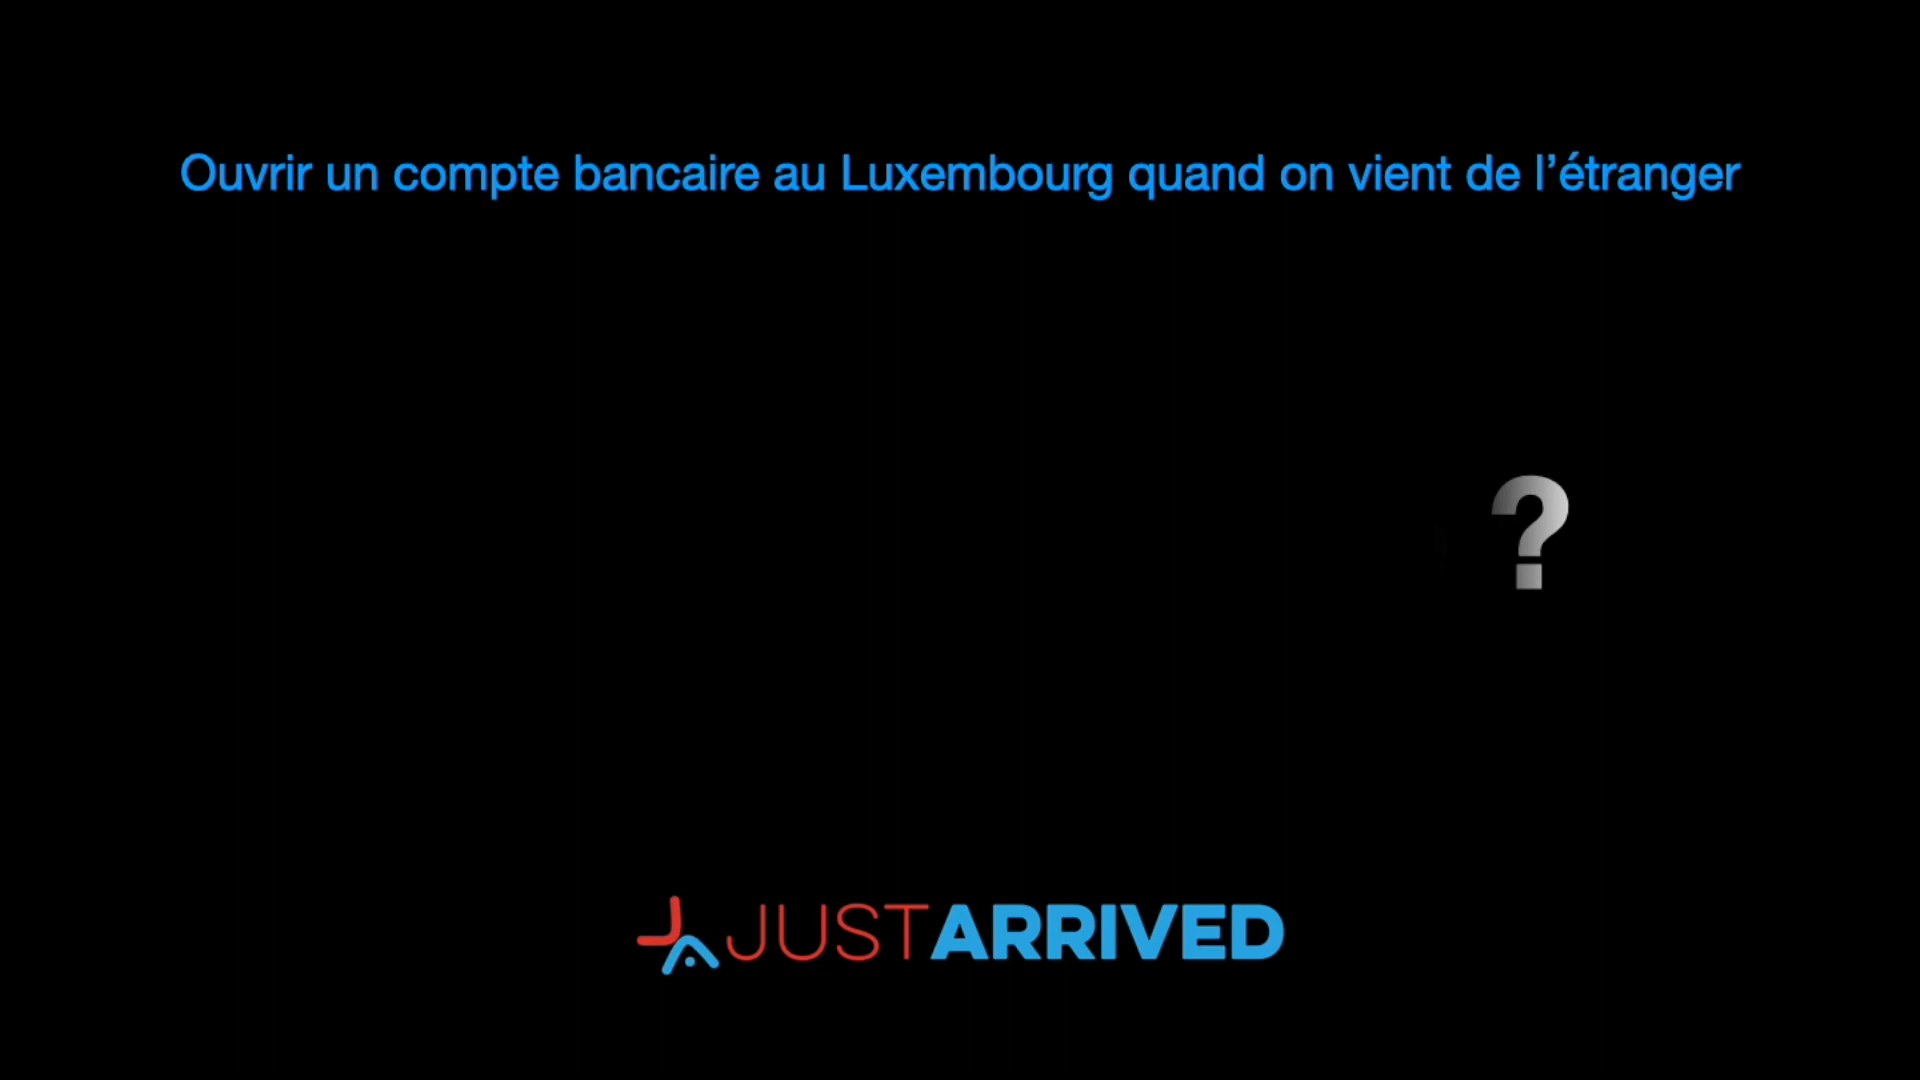 Ouvrir un compte bancaire au Luxembourg quand on vient de l’étranger
?
JUSTARRIVED